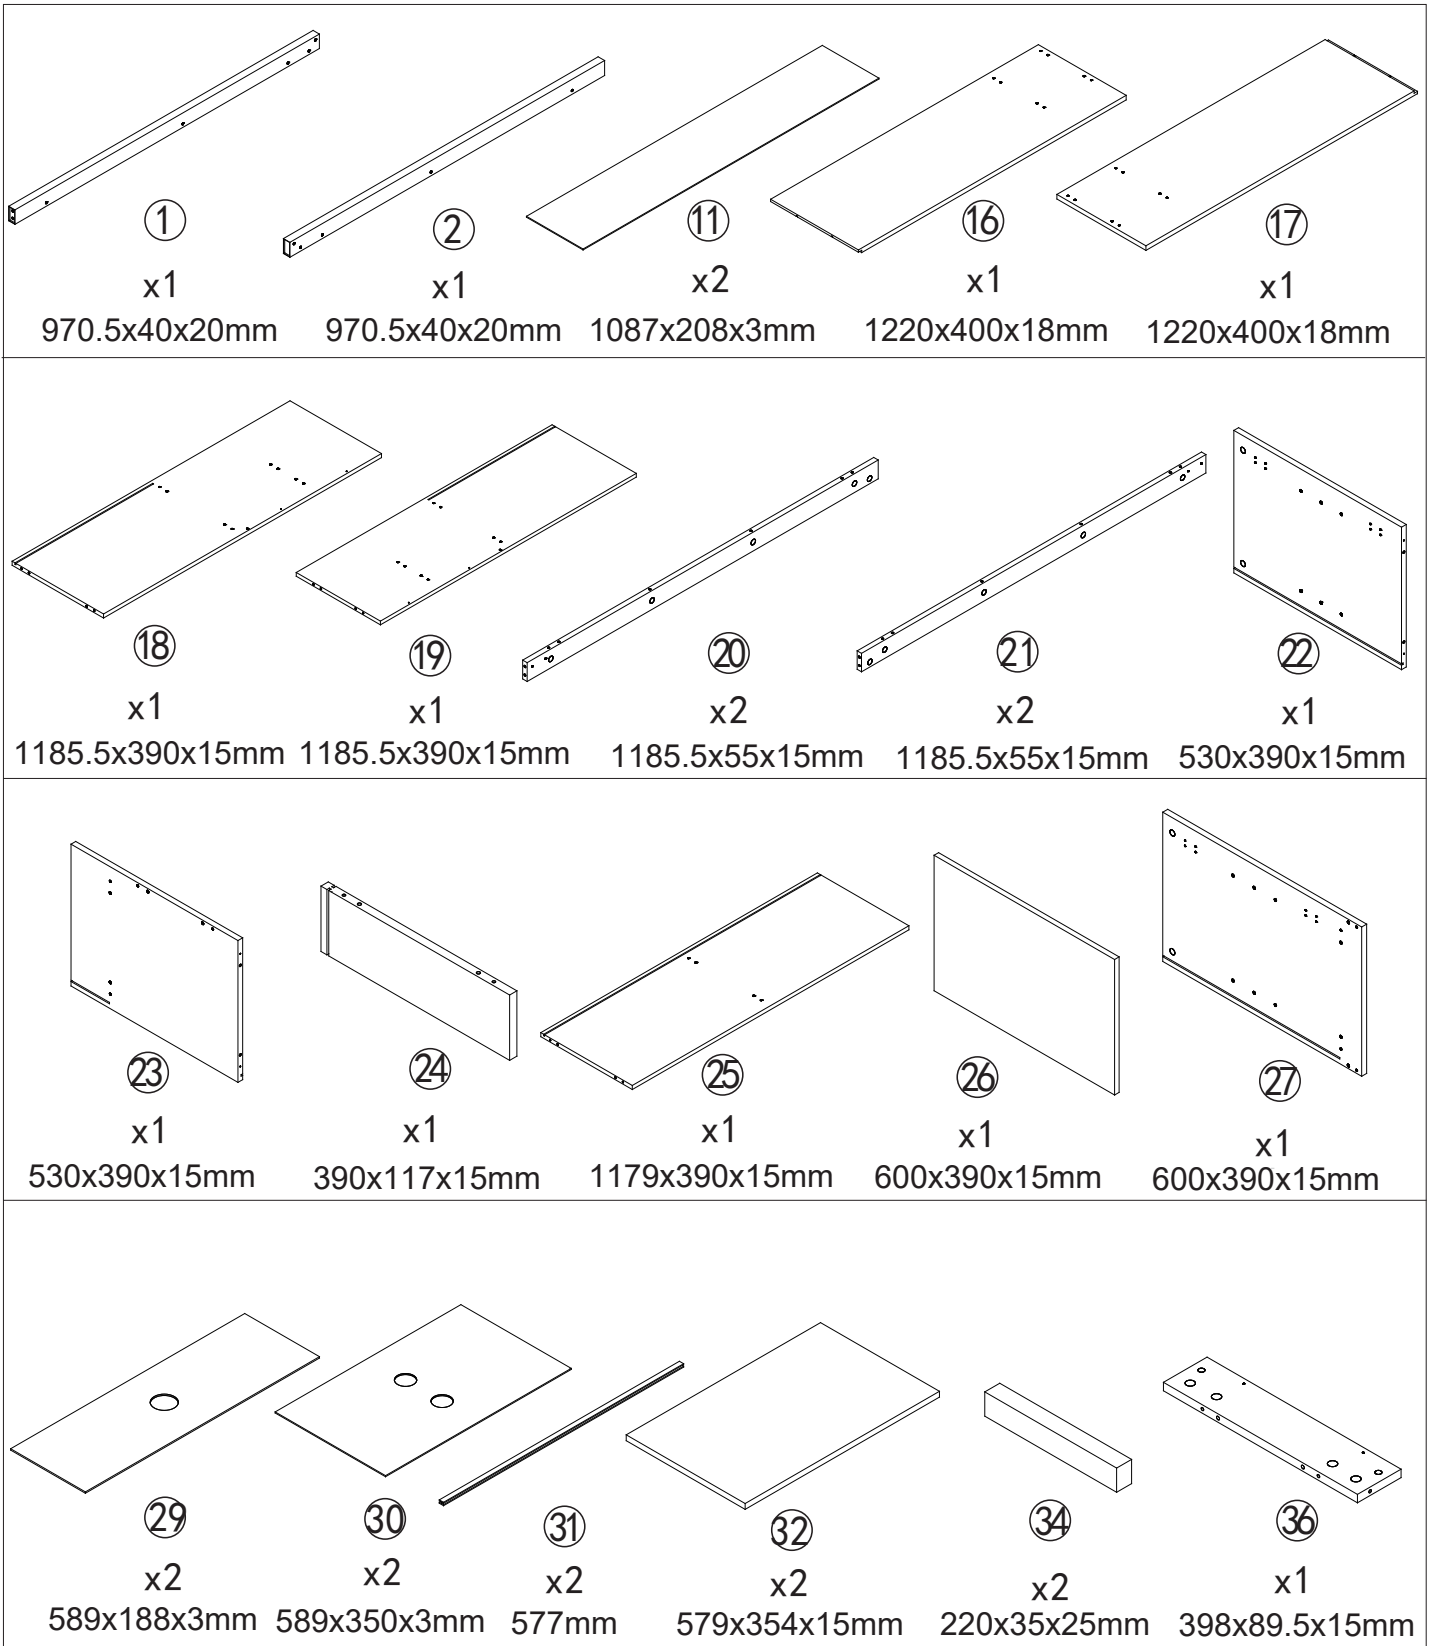 1 2 11 16 17
x1 x1 x2 x1 x1
970.5x40x20mm 970.5x40x20mm 1087x208x3mm 1220x400x18mm 1220x400x18mm
18 19 20 21 22
x1 x1 x2 x2 x1
1185.5x390x15mm 1185.5x390x15mm 1185.5x55x15mm 1185.5x55x15mm 530x390x15mm
23 24 25 26 27
x1 x1 x1 x1 x1
530x390x15mm 390x117x15mm 1179x390x15mm 600x390x15mm 600x390x15mm
29 30 31 32 34 36
x2 x2 x2 x2 x2 x1
589x188x3mm 589x350x3mm 577mm 579x354x15mm 220x35x25mm 398x89.5x15mm